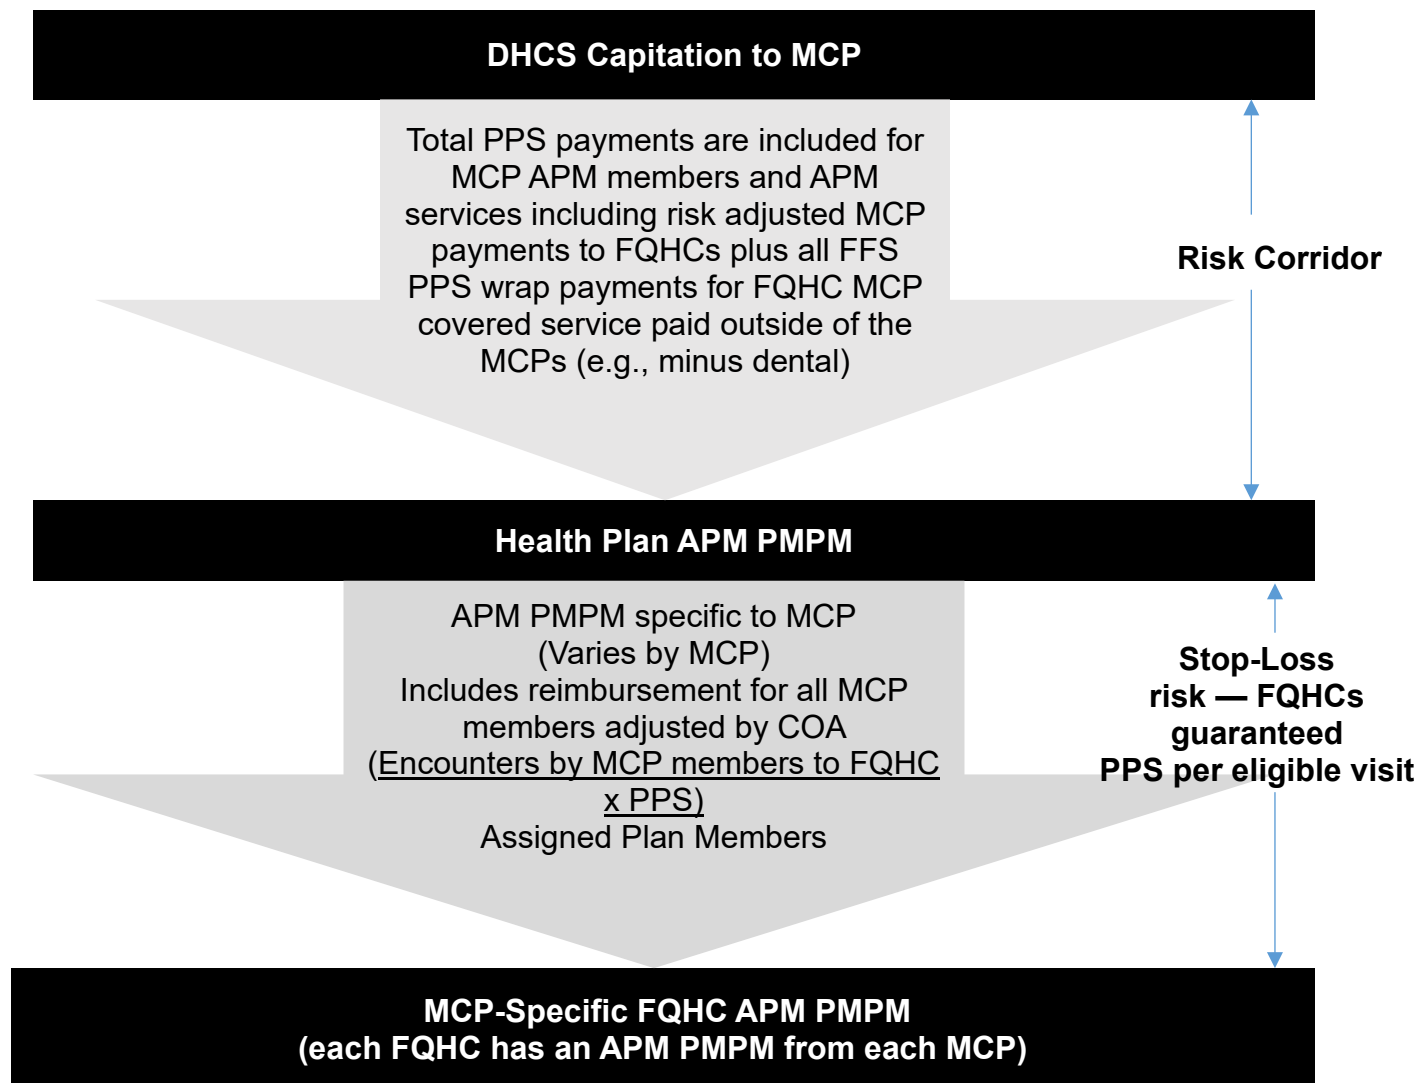 DHCS Capitation to MCP
Total PPS payments are included for
MCP APM members and APM
services including risk adjusted MCP
payments to FQHCs plus all FFS
PPS wrap payments for FQHC MCP
covered service paid outside of the
MCPs (e.g., minus dental)
Risk Corridor
Health Plan APM PMPM
APM PMPM specific to MCP
(Varies by MCP)
Includes reimbursement for all MCP
members adjusted by COA
(Encounters by MCP members to FQHC
x PPS)
Assigned Plan Members
Stop-Loss
risk — FQHCs
guaranteed
PPS per eligible visit
MCP-Specific FQHC APM PMPM
(each FQHC has an APM PMPM from each MCP)